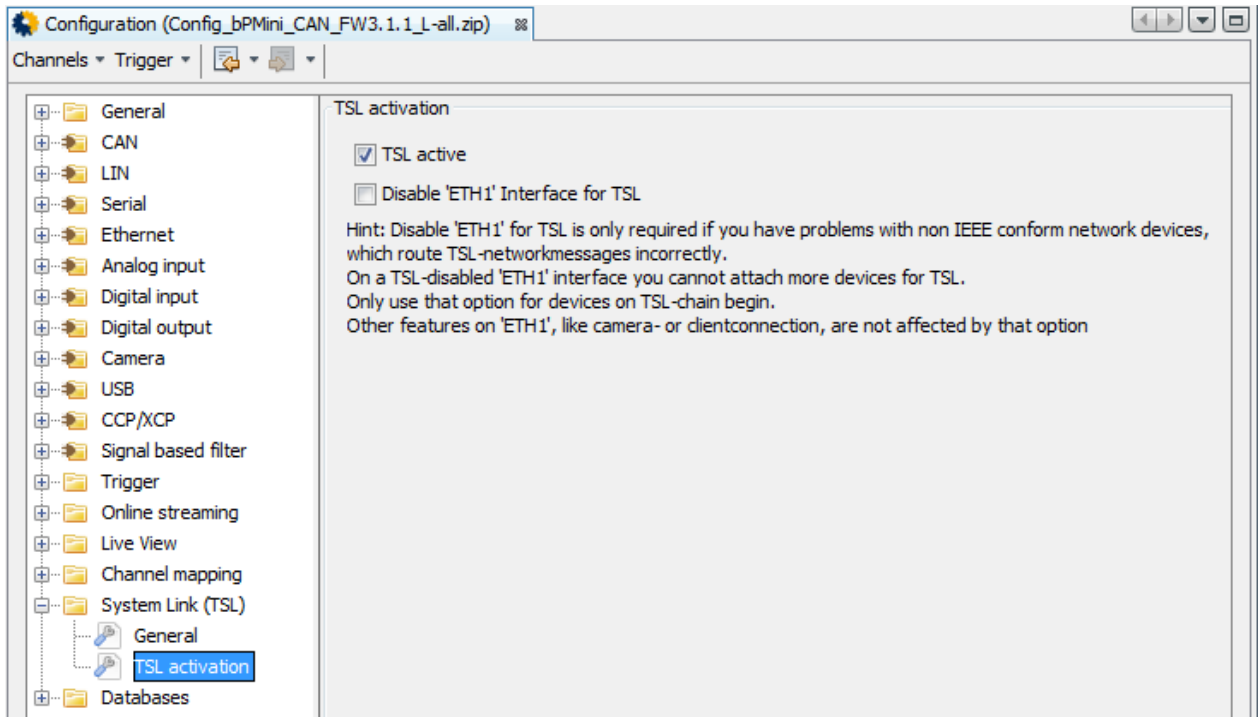 Configuration (Config_bPMini_CAN_FW3.1.1_L-all.zip)
Channels Trigger
General
CAN
LIN
Serial
Ethernet
Analog input
Digital input
Digital output
Camera
USB
CCP/XCP
Signal based filter
Trigger
Online streaming
Live View
Channel mapping
System Link (TSL)
General
TSL activation
Databases
TSL activation
TSL active
Disable 'ETH1' Interface for TSL
Hint: Disable 'ETH1' for TSL is only required if you have problems with non IEEE conform network devices,
which route TSL-networkmessages incorrectly.
On a TSL-disabled 'ETH1' interface you cannot attach more devices for TSL.
Only use that option for devices on TSL-chain begin.
Other features on 'ETH1', like camera- or clientconnection, are not affected by that option